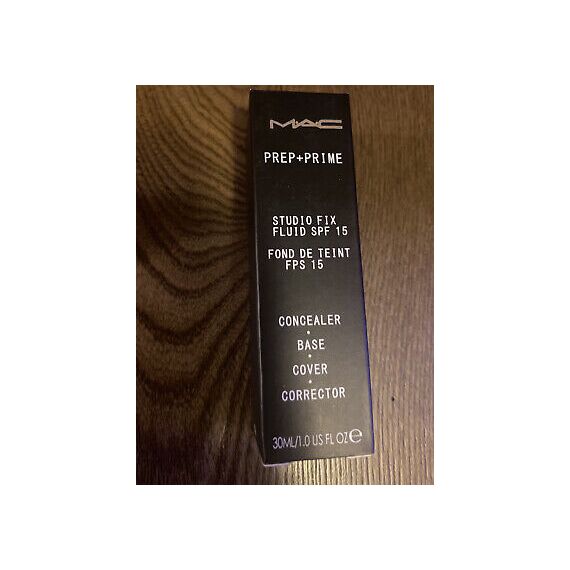 MAC
PREP+PRIME
STUDIO FIX
FLUID SPF 15
FOND DE TEINT
FPS 15
CONCEALER
•
BASE
•
COVER
•
CORRECTOR
30ML/1.0 US FL OZ℮